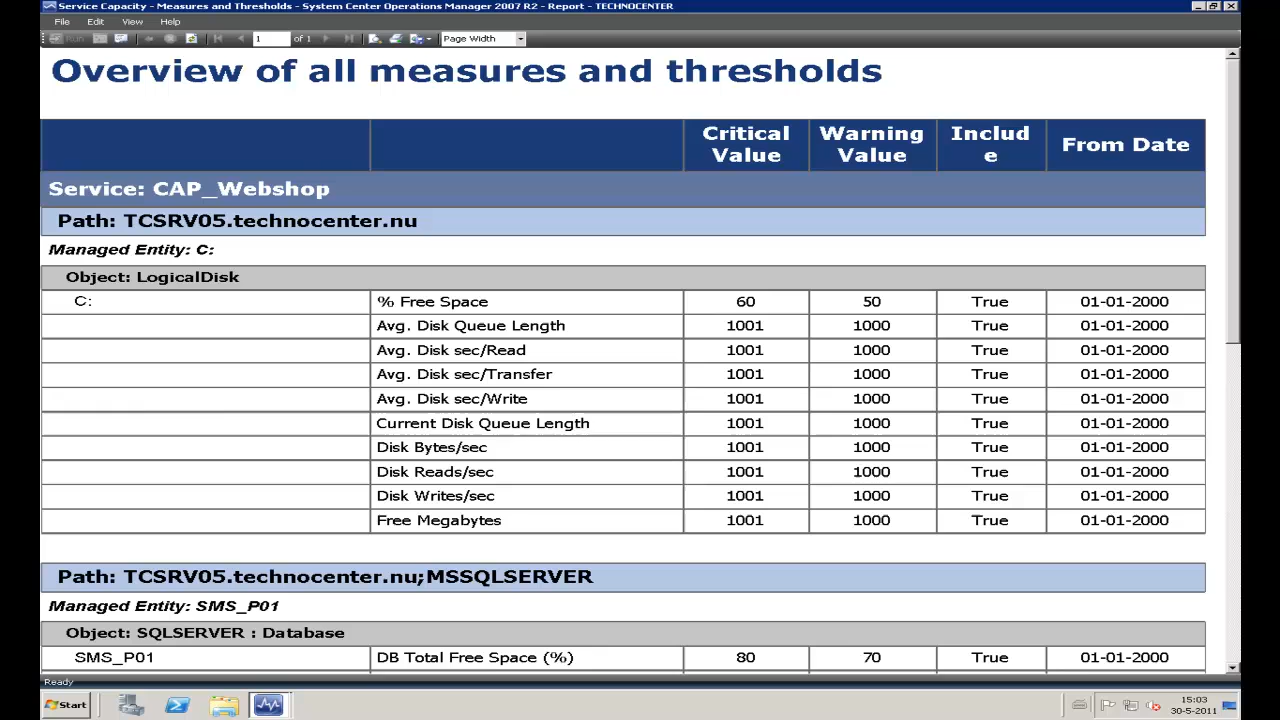 Service Capacity - Measures and Thresholds - System Center Operations Manager 2007 R2 - Report - TECHNOCENTER
File Edit View Help
Run 1 of 1 Page Width
Overview of all measures and thresholds
Critical Value Warning Value Includ e From Date
Service: CAP_Webshop
Path: TCSRV05.technocenter.nu
Managed Entity: C:
Object: LogicalDisk
C: % Free Space 60 50 True 01-01-2000
Avg. Disk Queue Length 1001 1000 True 01-01-2000
Avg. Disk sec/Read 1001 1000 True 01-01-2000
Avg. Disk sec/Transfer 1001 1000 True 01-01-2000
Avg. Disk sec/Write 1001 1000 True 01-01-2000
Current Disk Queue Length 1001 1000 True 01-01-2000
Disk Bytes/sec 1001 1000 True 01-01-2000
Disk Reads/sec 1001 1000 True 01-01-2000
Disk Writes/sec 1001 1000 True 01-01-2000
Free Megabytes 1001 1000 True 01-01-2000
Path: TCSRV05.technocenter.nu;MSSQLSERVER
Managed Entity: SMS_P01
Object: SQLSERVER : Database
SMS_P01 DB Total Free Space (%) 80 70 True 01-01-2000
Ready
Start 15:03
30-5-2011